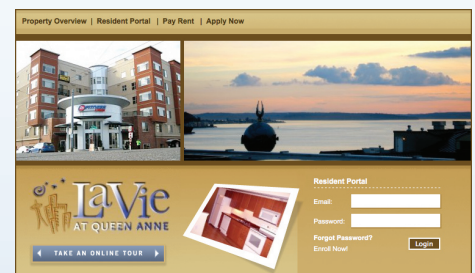 Property Overview | Resident Portal | Pay Rent | Apply Now
LaVie
AT QUEEN ANNE
TAKE AN ONLINE TOUR
Resident Portal
Email:
Password:
Forgot Password?
Enroll Now!
Login